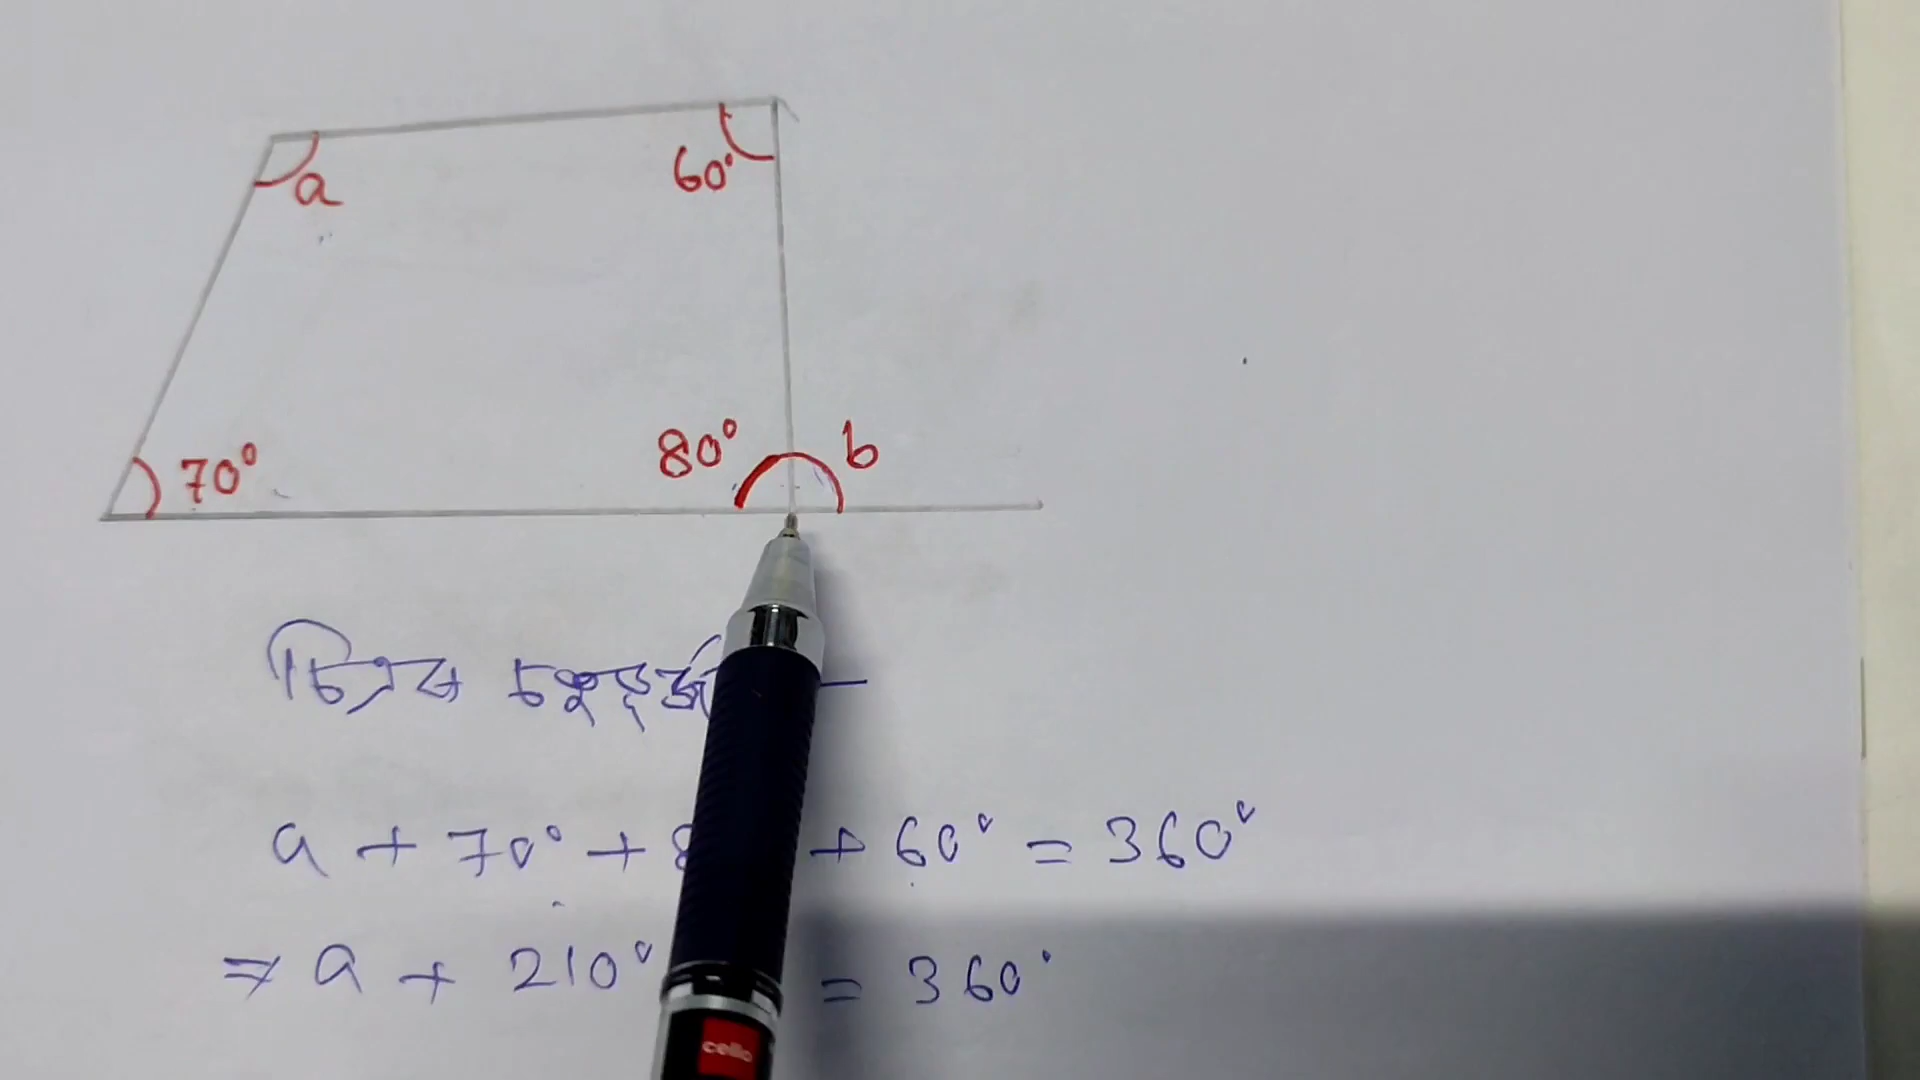 a
60°
80° b
70°
চিত্রে
a + 70° + 8 + 60° = 360°
⇒ a + 210° = 360°
cello